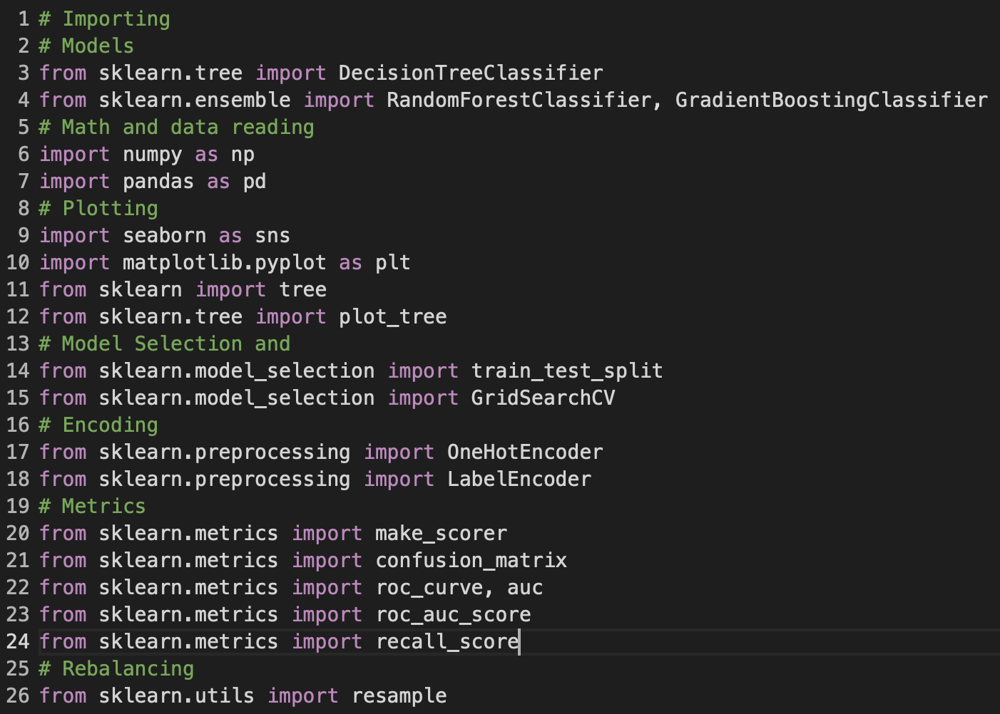 1 # Importing
2 # Models
3 from sklearn.tree import DecisionTreeClassifier
4 from sklearn.ensemble import RandomForestClassifier, GradientBoostingClassifier
5 # Math and data reading
6 import numpy as np
7 import pandas as pd
8 # Plotting
9 import seaborn as sns
10 import matplotlib.pyplot as plt
11 from sklearn import tree
12 from sklearn.tree import plot_tree
13 # Model Selection and
14 from sklearn.model_selection import train_test_split
15 from sklearn.model_selection import GridSearchCV
16 # Encoding
17 from sklearn.preprocessing import OneHotEncoder
18 from sklearn.preprocessing import LabelEncoder
19 # Metrics
20 from sklearn.metrics import make_scorer
21 from sklearn.metrics import confusion_matrix
22 from sklearn.metrics import roc_curve, auc
23 from sklearn.metrics import roc_auc_score
24 from sklearn.metrics import recall_score
25 # Rebalancing
26 from sklearn.utils import resample